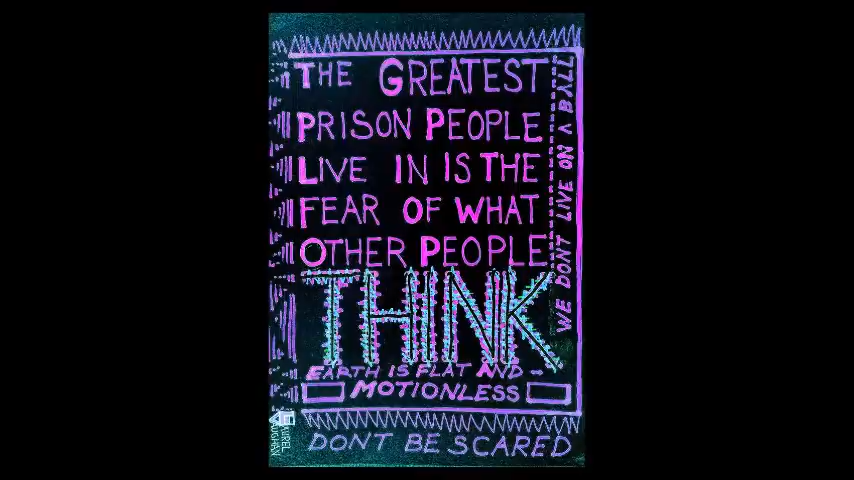 THE GREATEST
PRISON PEOPLE
LIVE IN IS THE
FEAR OF WHAT
OTHER PEOPLE
THINK
EARTH IS FLAT AND -
MOTIONLESS
DONT BE SCARED
WE DONT LIVE ON A BALL